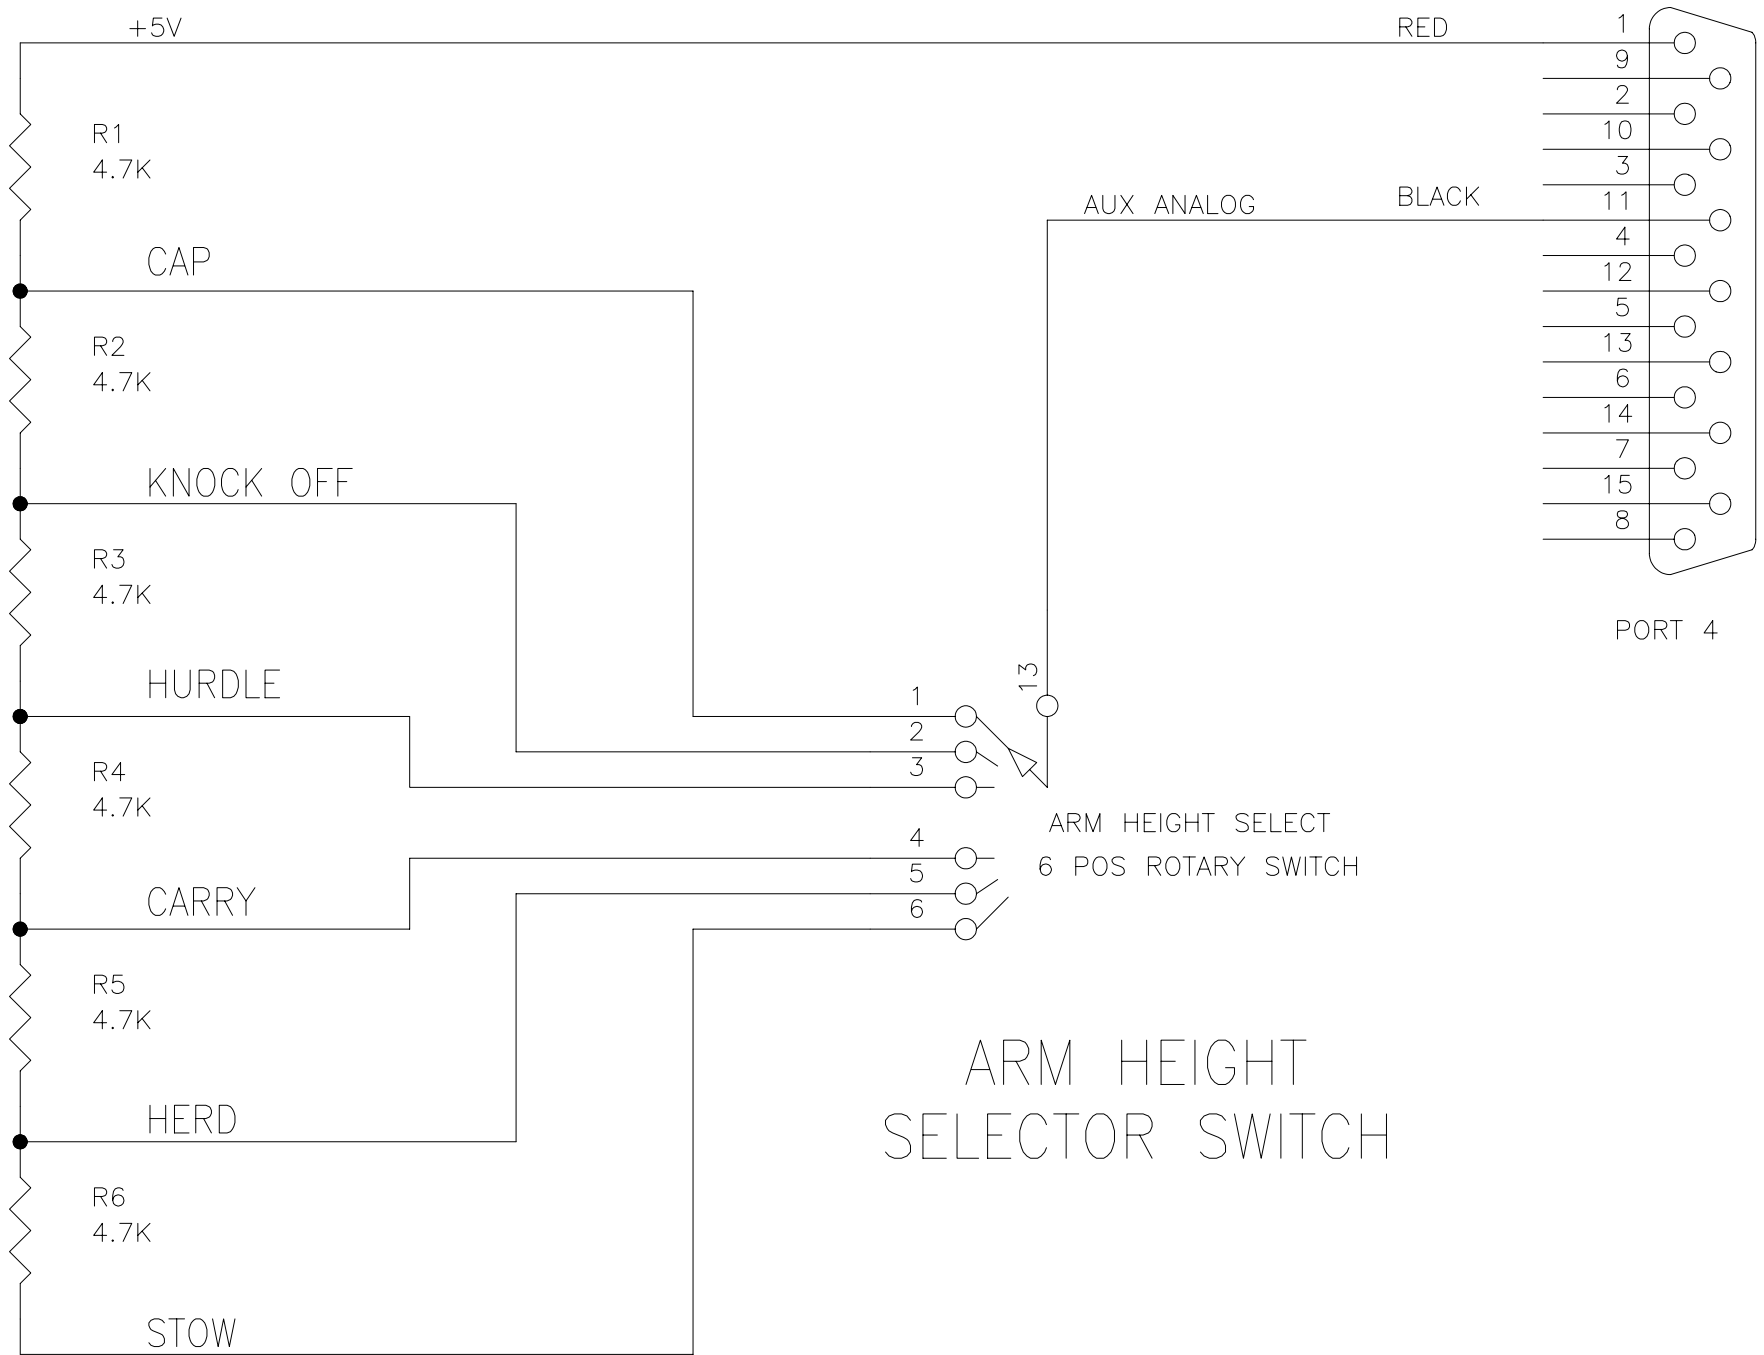 +5V
RED
1
9
2
10
3
11
4
12
5
13
6
14
7
15
8
PORT 4
R1
4.7K
AUX ANALOG
BLACK
CAP
R2
4.7K
KNOCK OFF
R3
4.7K
HURDLE
13
1
2
3
R4
4.7K
ARM HEIGHT SELECT
6 POS ROTARY SWITCH
4
5
6
CARRY
R5
4.7K
HERD
ARM HEIGHT
SELECTOR SWITCH
R6
4.7K
STOW